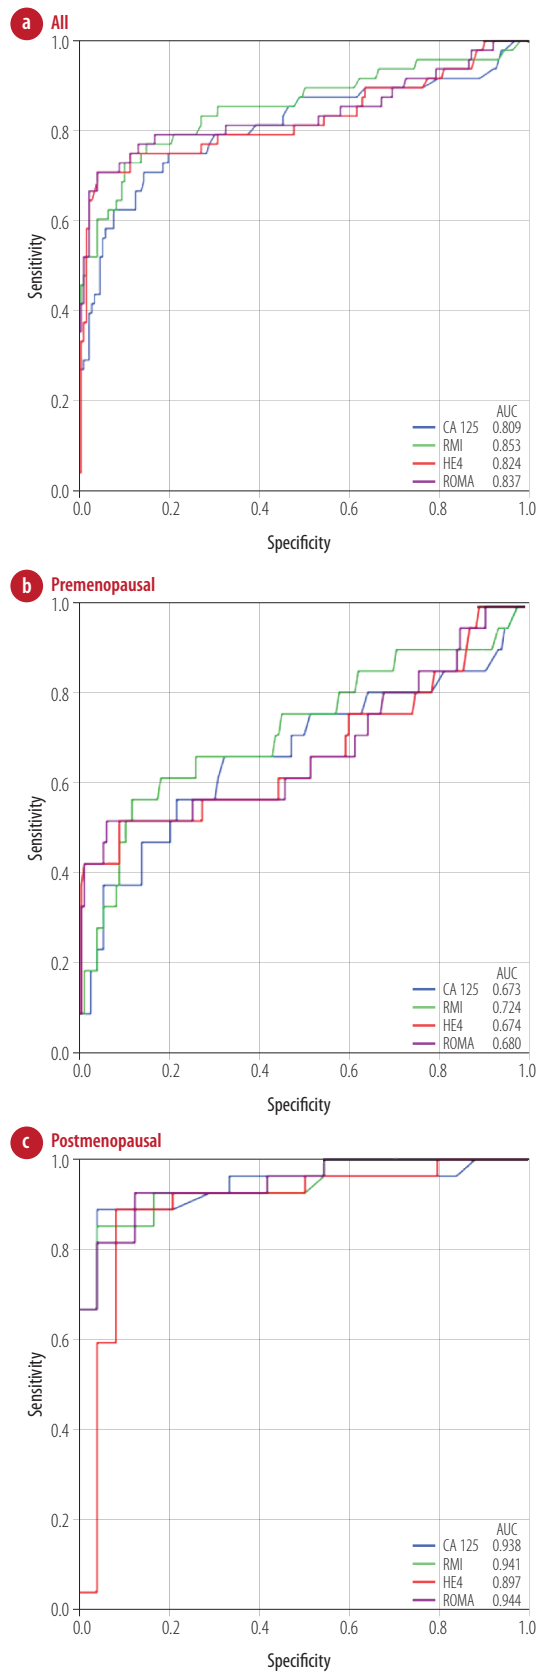 a All
1.0
0.8
0.6
0.4
0.2
0.0
Sensitivity
AUC
CA 125 0.809
RMI 0.853
HE4 0.824
ROMA 0.837
0.0 0.2 0.4 0.6 0.8 1.0
Specificity
b Premenopausal
1.0
0.8
0.6
0.4
0.2
0.0
Sensitivity
AUC
CA 125 0.673
RMI 0.724
HE4 0.674
ROMA 0.680
0.0 0.2 0.4 0.6 0.8 1.0
Specificity
c Postmenopausal
1.0
0.8
0.6
0.4
0.2
0.0
Sensitivity
AUC
CA 125 0.938
RMI 0.941
HE4 0.897
ROMA 0.944
0.0 0.2 0.4 0.6 0.8 1.0
Specificity